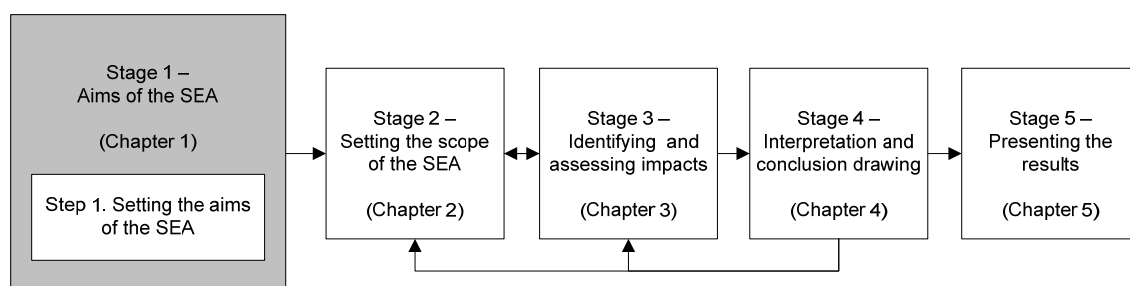 Stage 1 –
Aims of the SEA
(Chapter 1)
Step 1. Setting the aims
of the SEA
Stage 2 –
Setting the scope
of the SEA
(Chapter 2)
Stage 3 –
Identifying and
assessing impacts
(Chapter 3)
Stage 4 –
Interpretation and
conclusion drawing
(Chapter 4)
Stage 5 –
Presenting the
results
(Chapter 5)